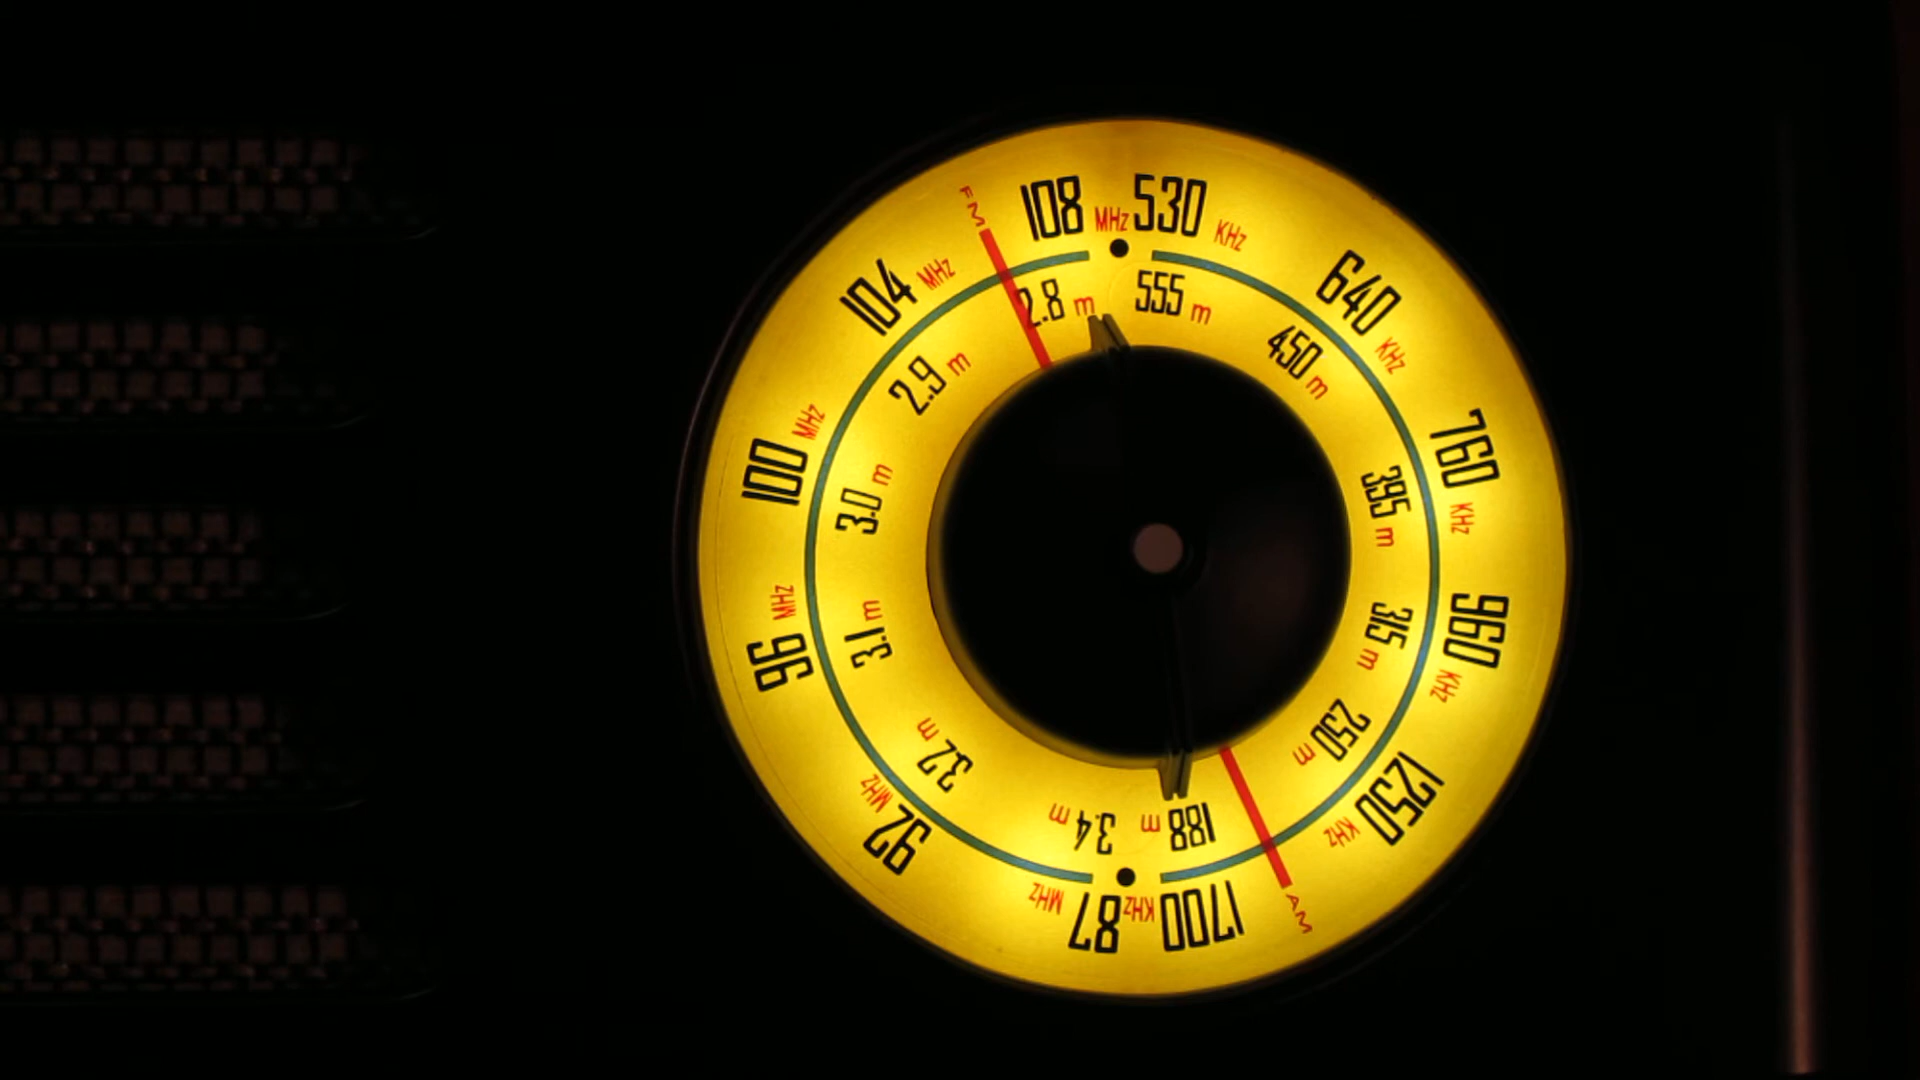 FM
108 MHz
530 KHz
640 KHz
760 KHz
960 KHz
1250 KHz
1700 KHz
AM
87 MHz
92 MHz
96 MHz
100 MHz
104 MHz
2.8 m
555 m
450 m
395 m
315 m
250 m
188 m
3.4 m
3.2 m
3.1 m
3.0 m
2.9 m